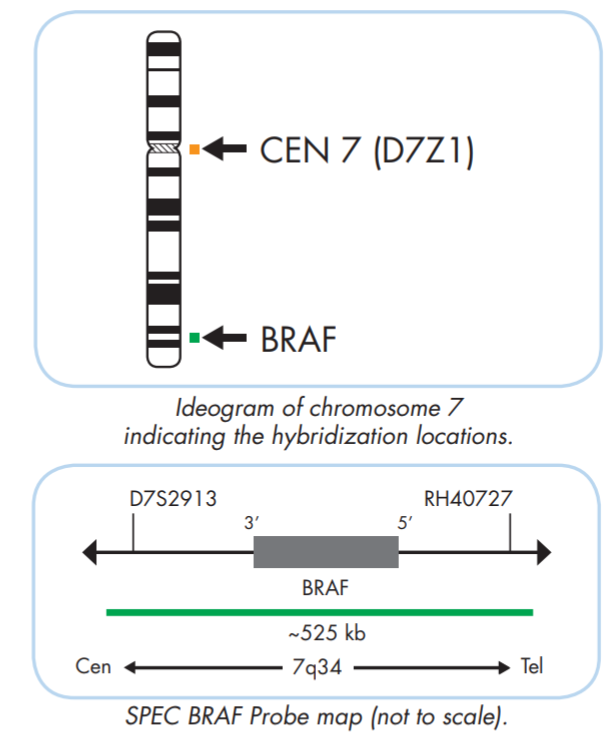 CEN 7 (D7Z1)
BRAF
Ideogram of chromosome 7
indicating the hybridization locations.
D7S2913
RH40727
3’
5’
BRAF
~525 kb
Cen
7q34
Tel
SPEC BRAF Probe map (not to scale).